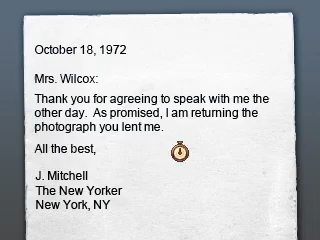 October 18, 1972
Mrs. Wilcox:
Thank you for agreeing to speak with me the
other day.  As promised, I am returning the
photograph you lent me.
All the best,
J. Mitchell
The New Yorker
New York, NY